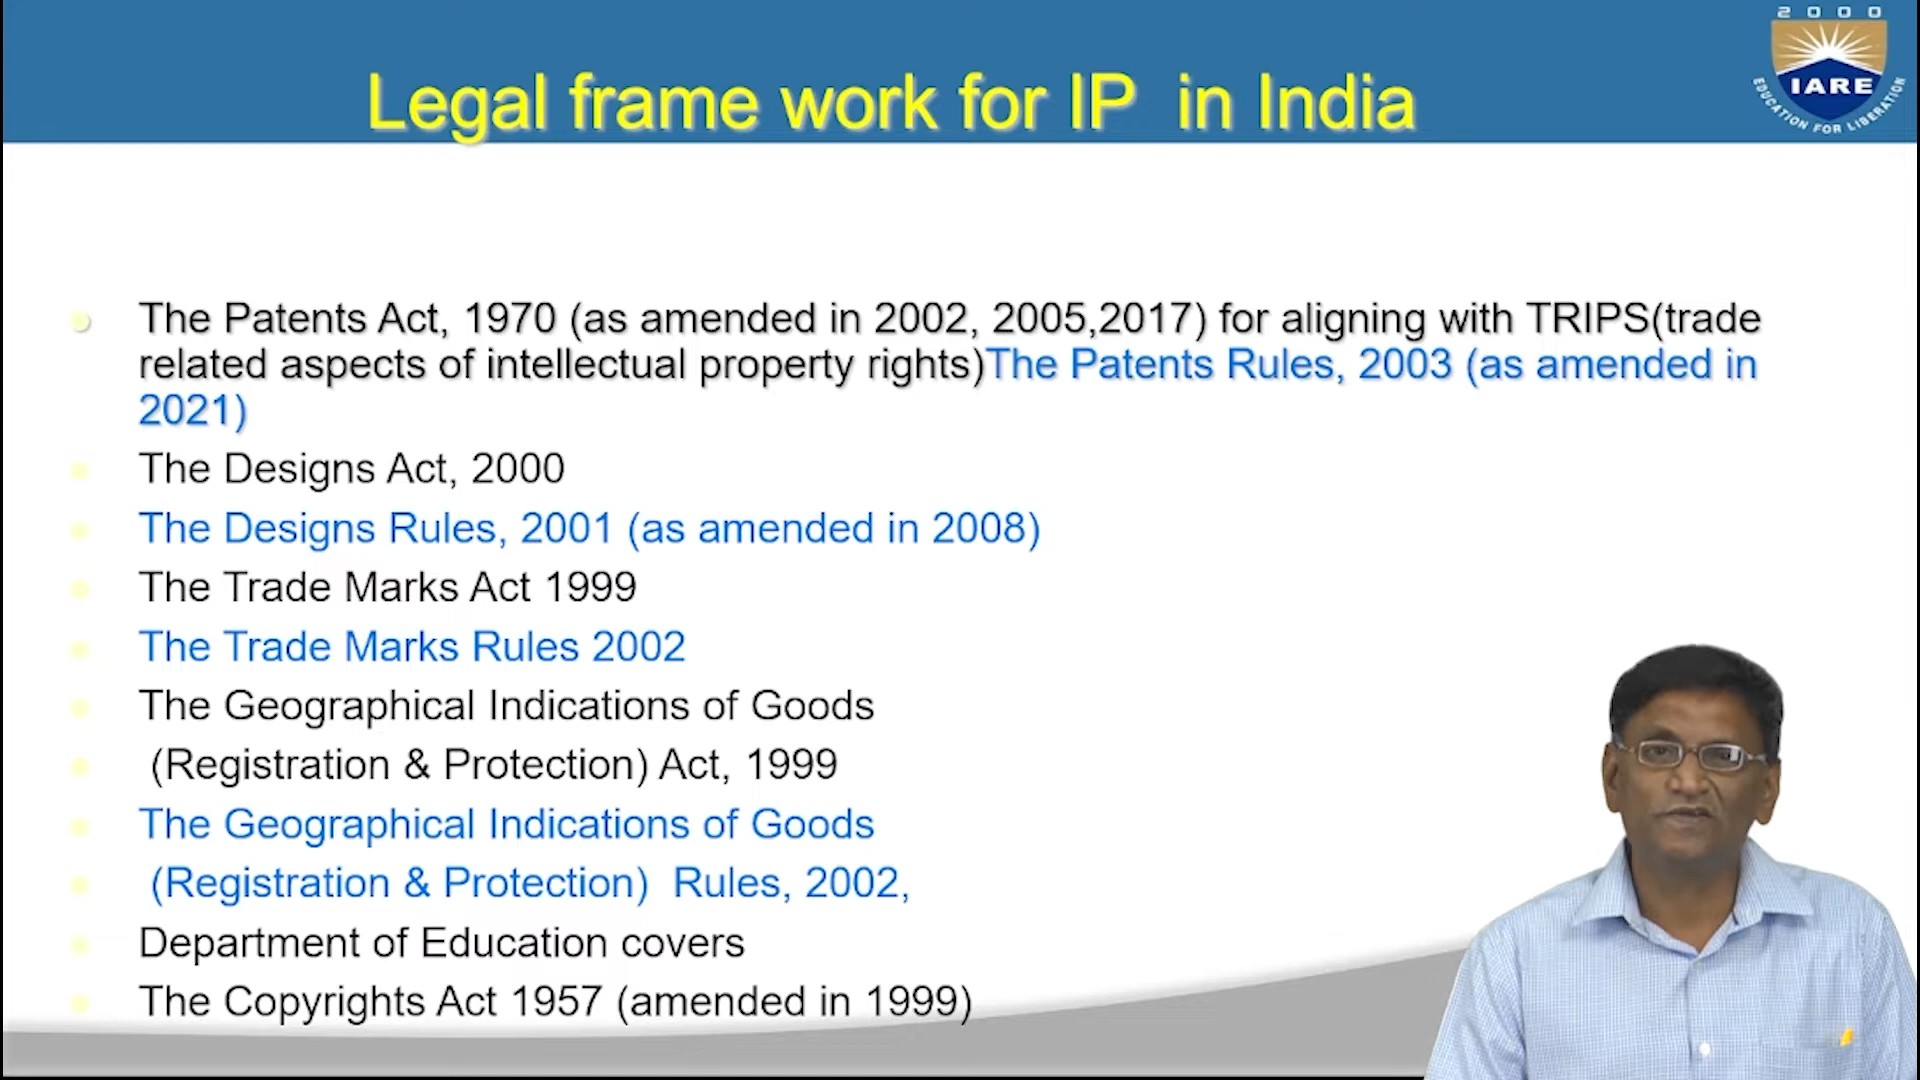 2000
IARE
EDUCATION FOR LIBERATION
Legal frame work for IP in India
The Patents Act, 1970 (as amended in 2002, 2005,2017) for aligning with TRIPS(trade
related aspects of intellectual property rights)The Patents Rules, 2003 (as amended in
2021)
The Designs Act, 2000
The Designs Rules, 2001 (as amended in 2008)
The Trade Marks Act 1999
The Trade Marks Rules 2002
The Geographical Indications of Goods
(Registration & Protection) Act, 1999
The Geographical Indications of Goods
(Registration & Protection) Rules, 2002,
Department of Education covers
The Copyrights Act 1957 (amended in 1999)